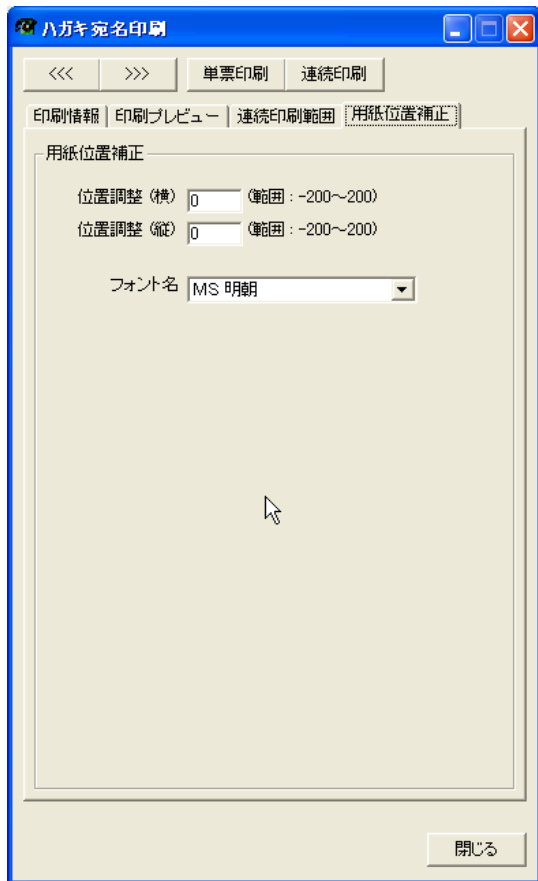 ハガキ宛名印刷
<<< >>> 単票印刷 連続印刷
印刷情報 印刷プレビュー 連続印刷範囲 用紙位置補正
用紙位置補正
位置調整(横) 0 (範囲:-200~200)
位置調整(縦) 0 (範囲:-200~200)
フォント名 MS 明朝
閉じる